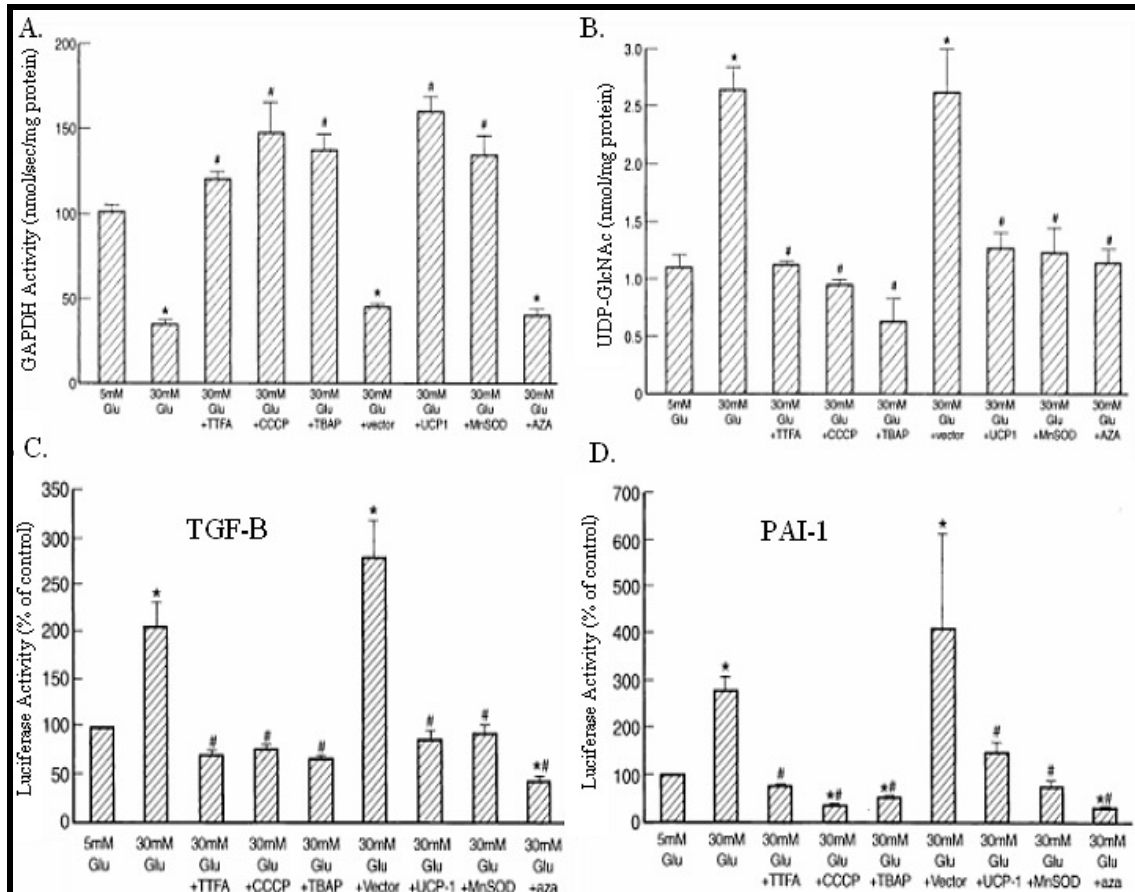 A.
GAPDH Activity (nmol/sec/mg protein)
200
150
100
50
0
#
#
#
#
#
*
*
*
5mM 30mM 30mM 30mM 30mM 30mM 30mM 30mM 30mM
Glu Glu Glu Glu Glu Glu Glu Glu Glu
+TTFA +CCCP +TBAP +vector +UCP1 +MnSOD +AZA
B.
UDP-GlcNAc (nmol/mg protein)
3.0
2.5
2.0
1.5
1.0
0.5
0
*
*
#
#
#
#
#
#
5mM 30mM 30mM 30mM 30mM 30mM 30mM 30mM 30mM
Glu Glu Glu Glu Glu Glu Glu Glu Glu
+TTFA +CCCP +TBAP +vector +UCP1 +MnSOD +AZA
C.
TGF-B
Luciferase Activity (% of control)
350
300
250
200
150
100
50
0
*
*
#
#
#
#
#
*#
5mM 30mM 30mM 30mM 30mM 30mM 30mM 30mM 30mM
Glu Glu Glu Glu Glu Glu Glu Glu Glu
+TTFA +CCCP +TBAP +Vector +UCP-1 +MnSOD +aza
D.
PAI-1
Luciferase Activity (% of control)
700
600
500
400
300
200
100
0
*
*
#
*#
*#
#
#
*#
5mM 30mM 30mM 30mM 30mM 30mM 30mM 30mM 30mM
Glu Glu Glu Glu Glu Glu Glu Glu Glu
+TTFA +CCCP +TBAP +Vector +UCP-1 +MnSOD +aza